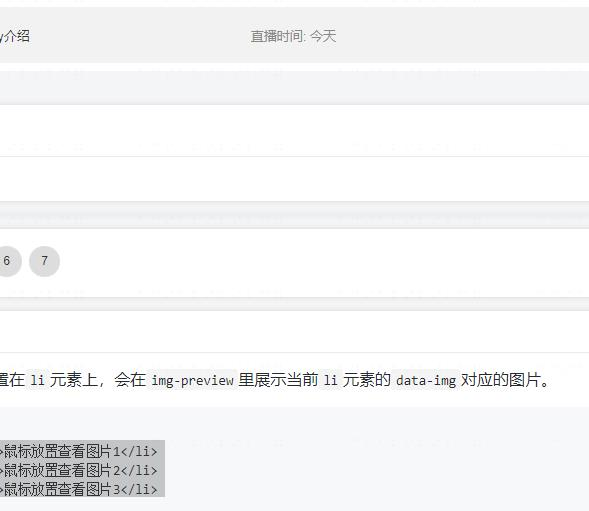 y介绍
直播时间: 今天
6 7
置在 li 元素上，会在 img-preview 里展示当前 li 元素的 data-img 对应的图片。
>鼠标放置查看图片1</li>
>鼠标放置查看图片2</li>
>鼠标放置查看图片3</li>